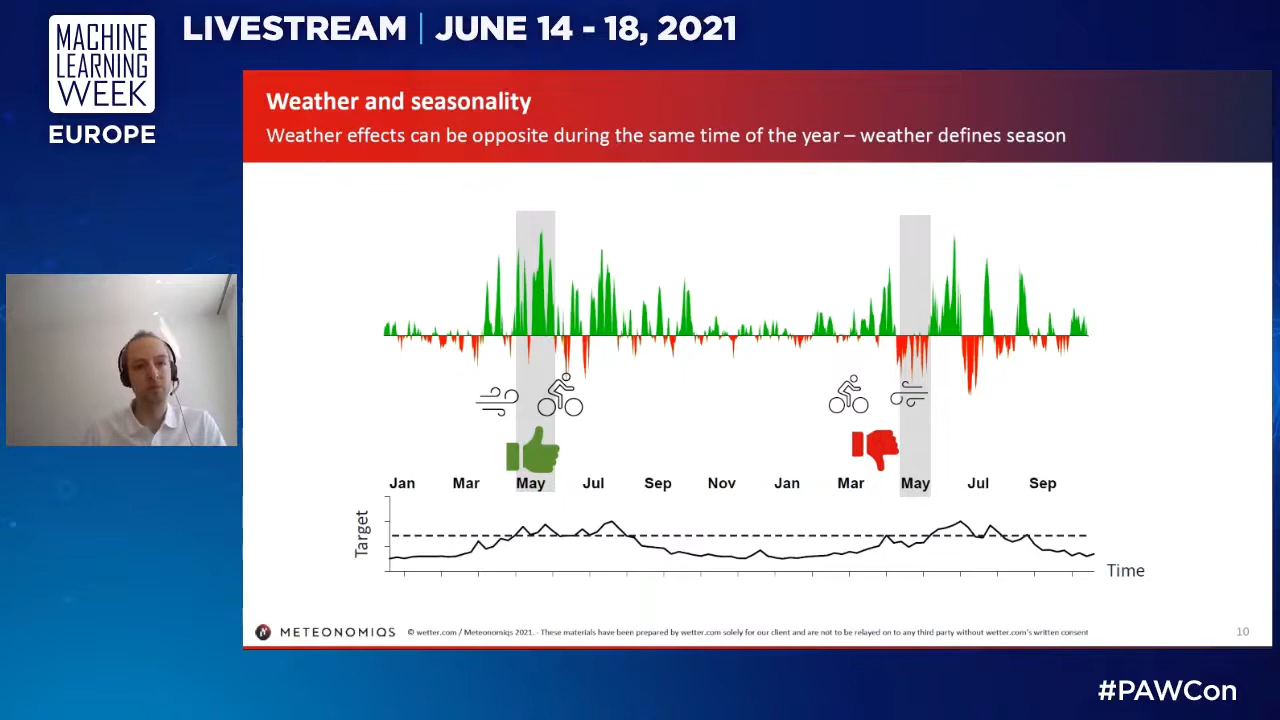 MACHINE
LEARNING
WEEK
EUROPE
LIVESTREAM | JUNE 14 - 18, 2021
Weather and seasonality
Weather effects can be opposite during the same time of the year – weather defines season
Jan Mar May Jul Sep Nov Jan Mar May Jul Sep
Target
Time
METEONOMIQS
© wetter.com / Meteonomiqs 2021. - These materials have been prepared by wetter.com solely for our client and are not to be relayed on to any third party without wetter.com's written consent
10
#PAWCon